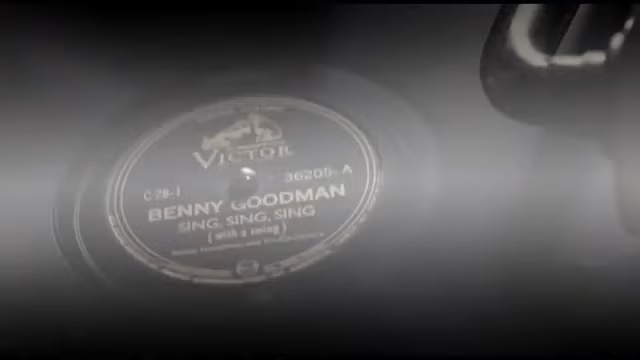 VICTOR
C 28-1
36205-A
BENNY GOODMAN
SING, SING, SING
(with a swing)